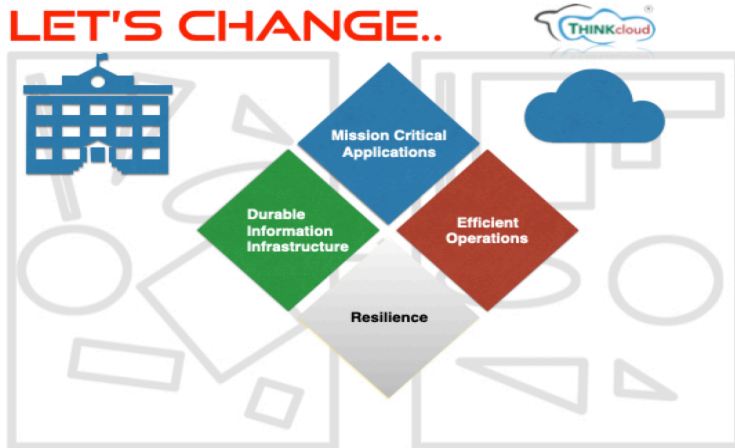 LET'S CHANGE..
THINKcloud
®
Mission Critical
Applications
Durable
Information
Infrastructure
Efficient
Operations
Resilience